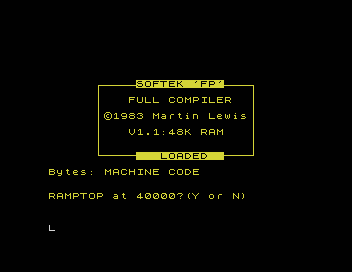 SOFTEK 'FP'
FULL COMPILER
©1983 Martin Lewis
V1.1:48K RAM
LOADED
Bytes: MACHINE CODE
RAMPTOP at 40000?(Y or N)
L